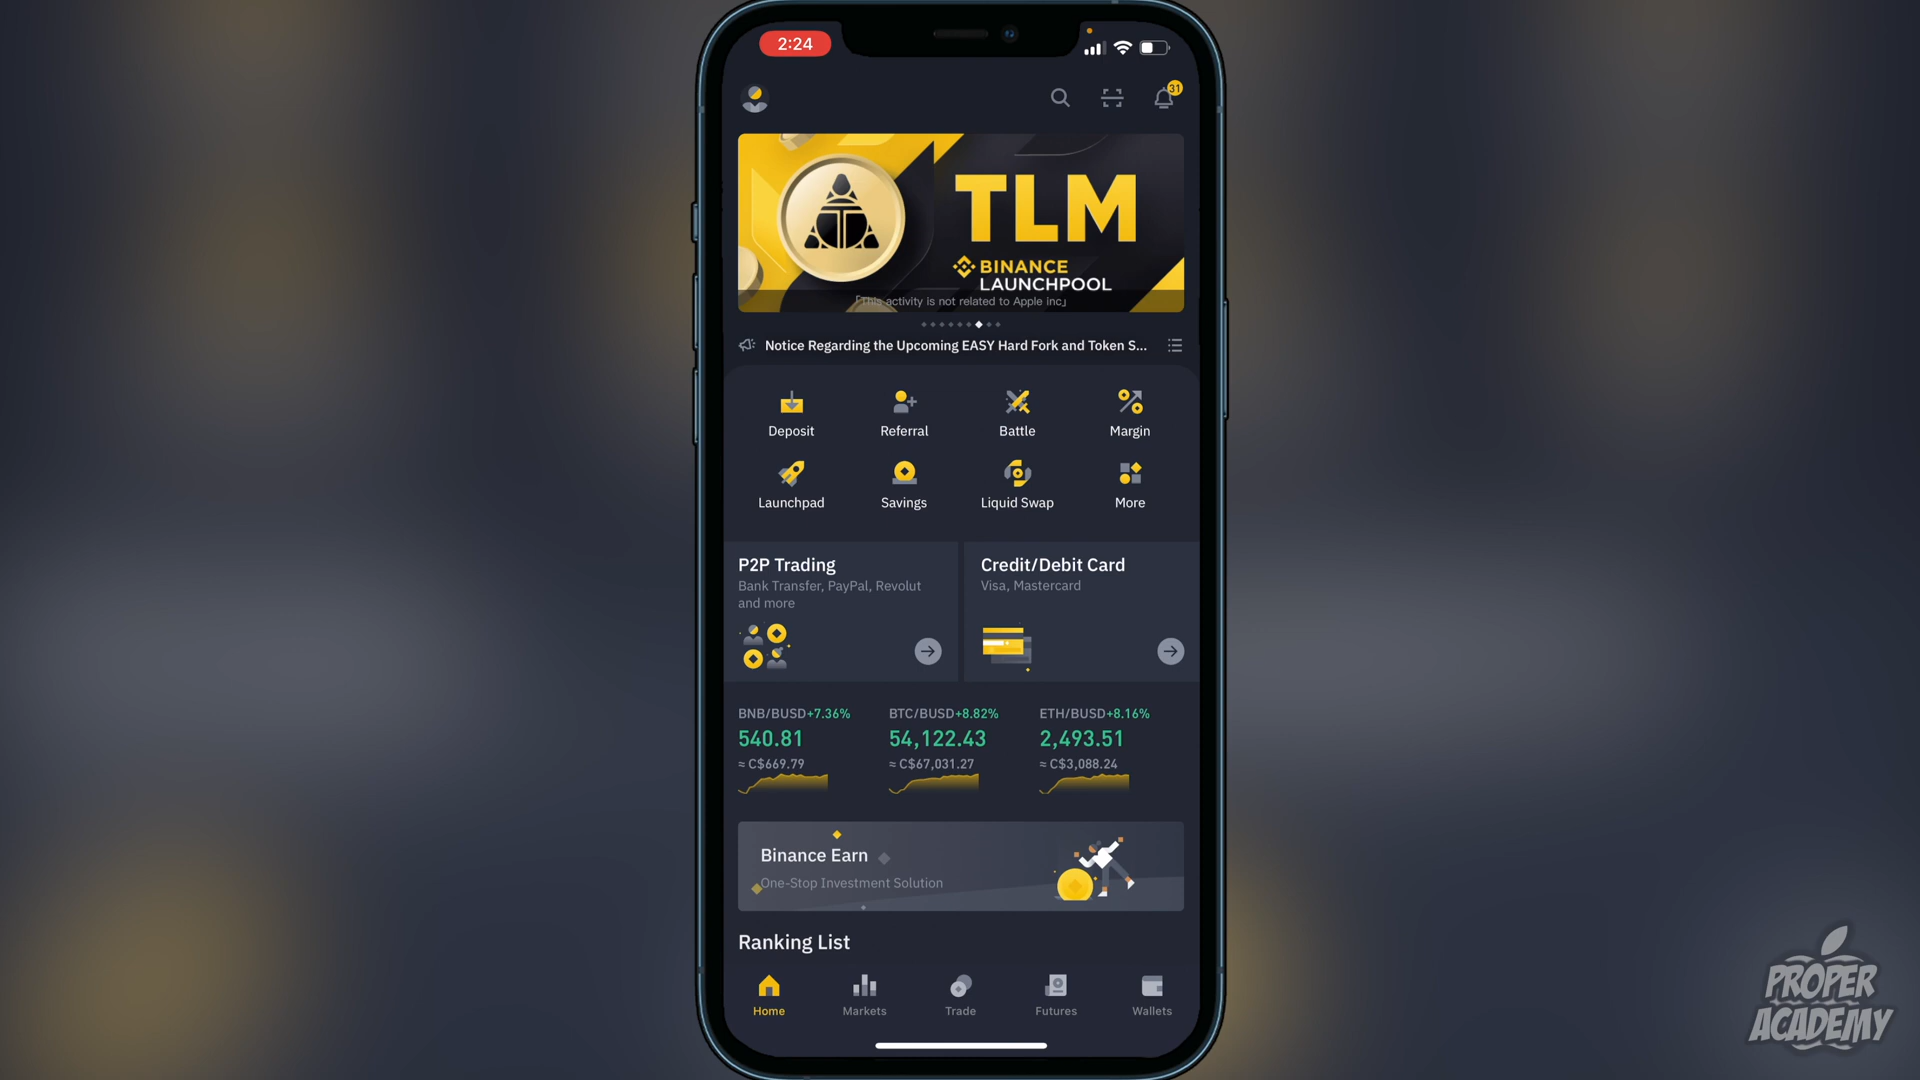 2:24
31
TLM
BINANCE
LAUNCHPOOL
「This activity is not related to Apple inc」
Notice Regarding the Upcoming EASY Hard Fork and Token S...
Deposit Referral Battle Margin
Launchpad Savings Liquid Swap More
P2P Trading
Bank Transfer, PayPal, Revolut
and more
Credit/Debit Card
Visa, Mastercard
BNB/BUSD+7.36% BTC/BUSD+8.82% ETH/BUSD+8.16%
540.81 54,122.43 2,493.51
≈ C$669.79 ≈ C$67,031.27 ≈ C$3,088.24
Binance Earn
One-Stop Investment Solution
Ranking List
Home Markets Trade Futures Wallets
PROPER
ACADEMY